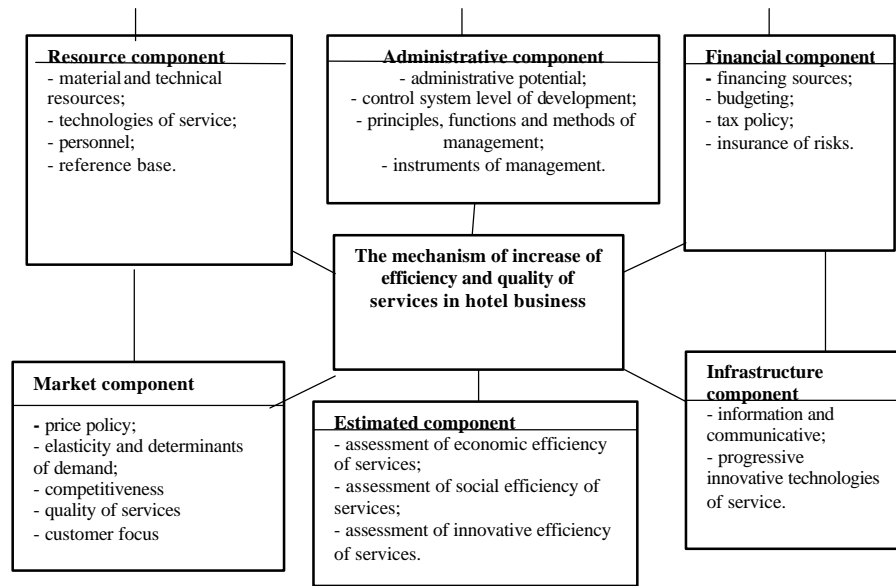 Resource component
- material and technical
resources;
- technologies of service;
- personnel;
- reference base.
Administrative component
- administrative potential;
- control system level of development;
- principles, functions and methods of
management;
- instruments of management.
Financial component
- financing sources;
- budgeting;
- tax policy;
- insurance of risks.
The mechanism of increase of
efficiency and quality of
services in hotel business
Market component
- price policy;
- elasticity and determinants
of demand;
- competitiveness
- quality of services
- customer focus
Estimated component
- assessment of economic efficiency
of services;
- assessment of social efficiency of
services;
- assessment of innovative efficiency
of services.
Infrastructure
component
- information and
communicative;
- progressive
innovative technologies
of service.